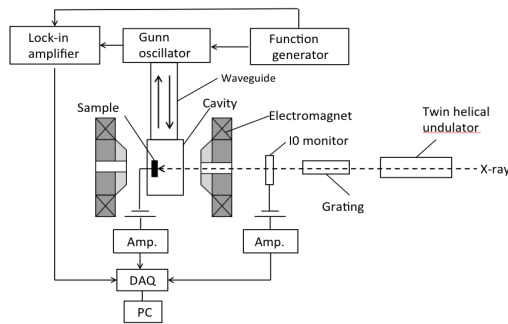 Lock-in
amplifier
Gunn
oscillator
Function
generator
Waveguide
Sample
Cavity
Electromagnet
I0 monitor
Twin helical
undulator
X-ray
Grating
Amp.
Amp.
DAQ
PC